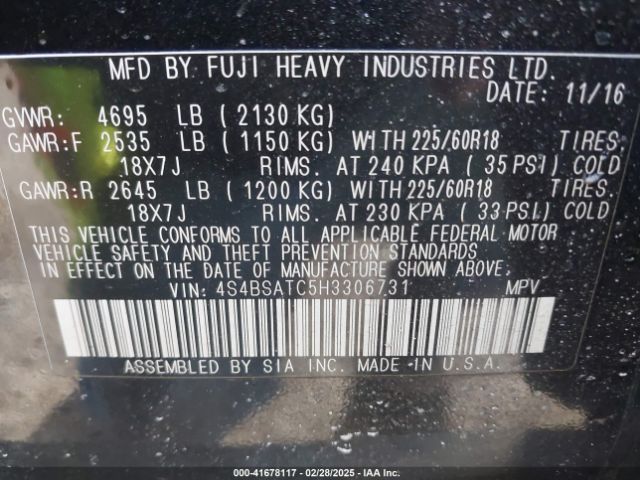 MFD BY FUJI HEAVY INDUSTRIES LTD.
DATE: 11/16
GVWR: 4695 LB ( 2130 KG)
GAWR:F 2535 LB ( 1150 KG) WITH 225/60R18 TIRES,
18X7J RIMS. AT 240 KPA ( 35 PSI) COLD
GAWR:R 2645 LB ( 1200 KG) WITH 225/60R18 TIRES.
18X7J RIMS. AT 230 KPA ( 33 PSI.) COLD
THIS VEHICLE CONFORMS TO ALL APPLICABLE FEDERAL MOTOR
VEHICLE SAFETY AND THEFT PREVENTION STANDARDS
IN EFFECT ON THE DATE OF MANUFACTURE SHOWN ABOVE.
VIN: 4S4BSATC5H3306731 MPV
ASSEMBLED BY SIA INC. MADE IN U.S.A.
000-41678117 - 02/28/2025 - IAA Inc.